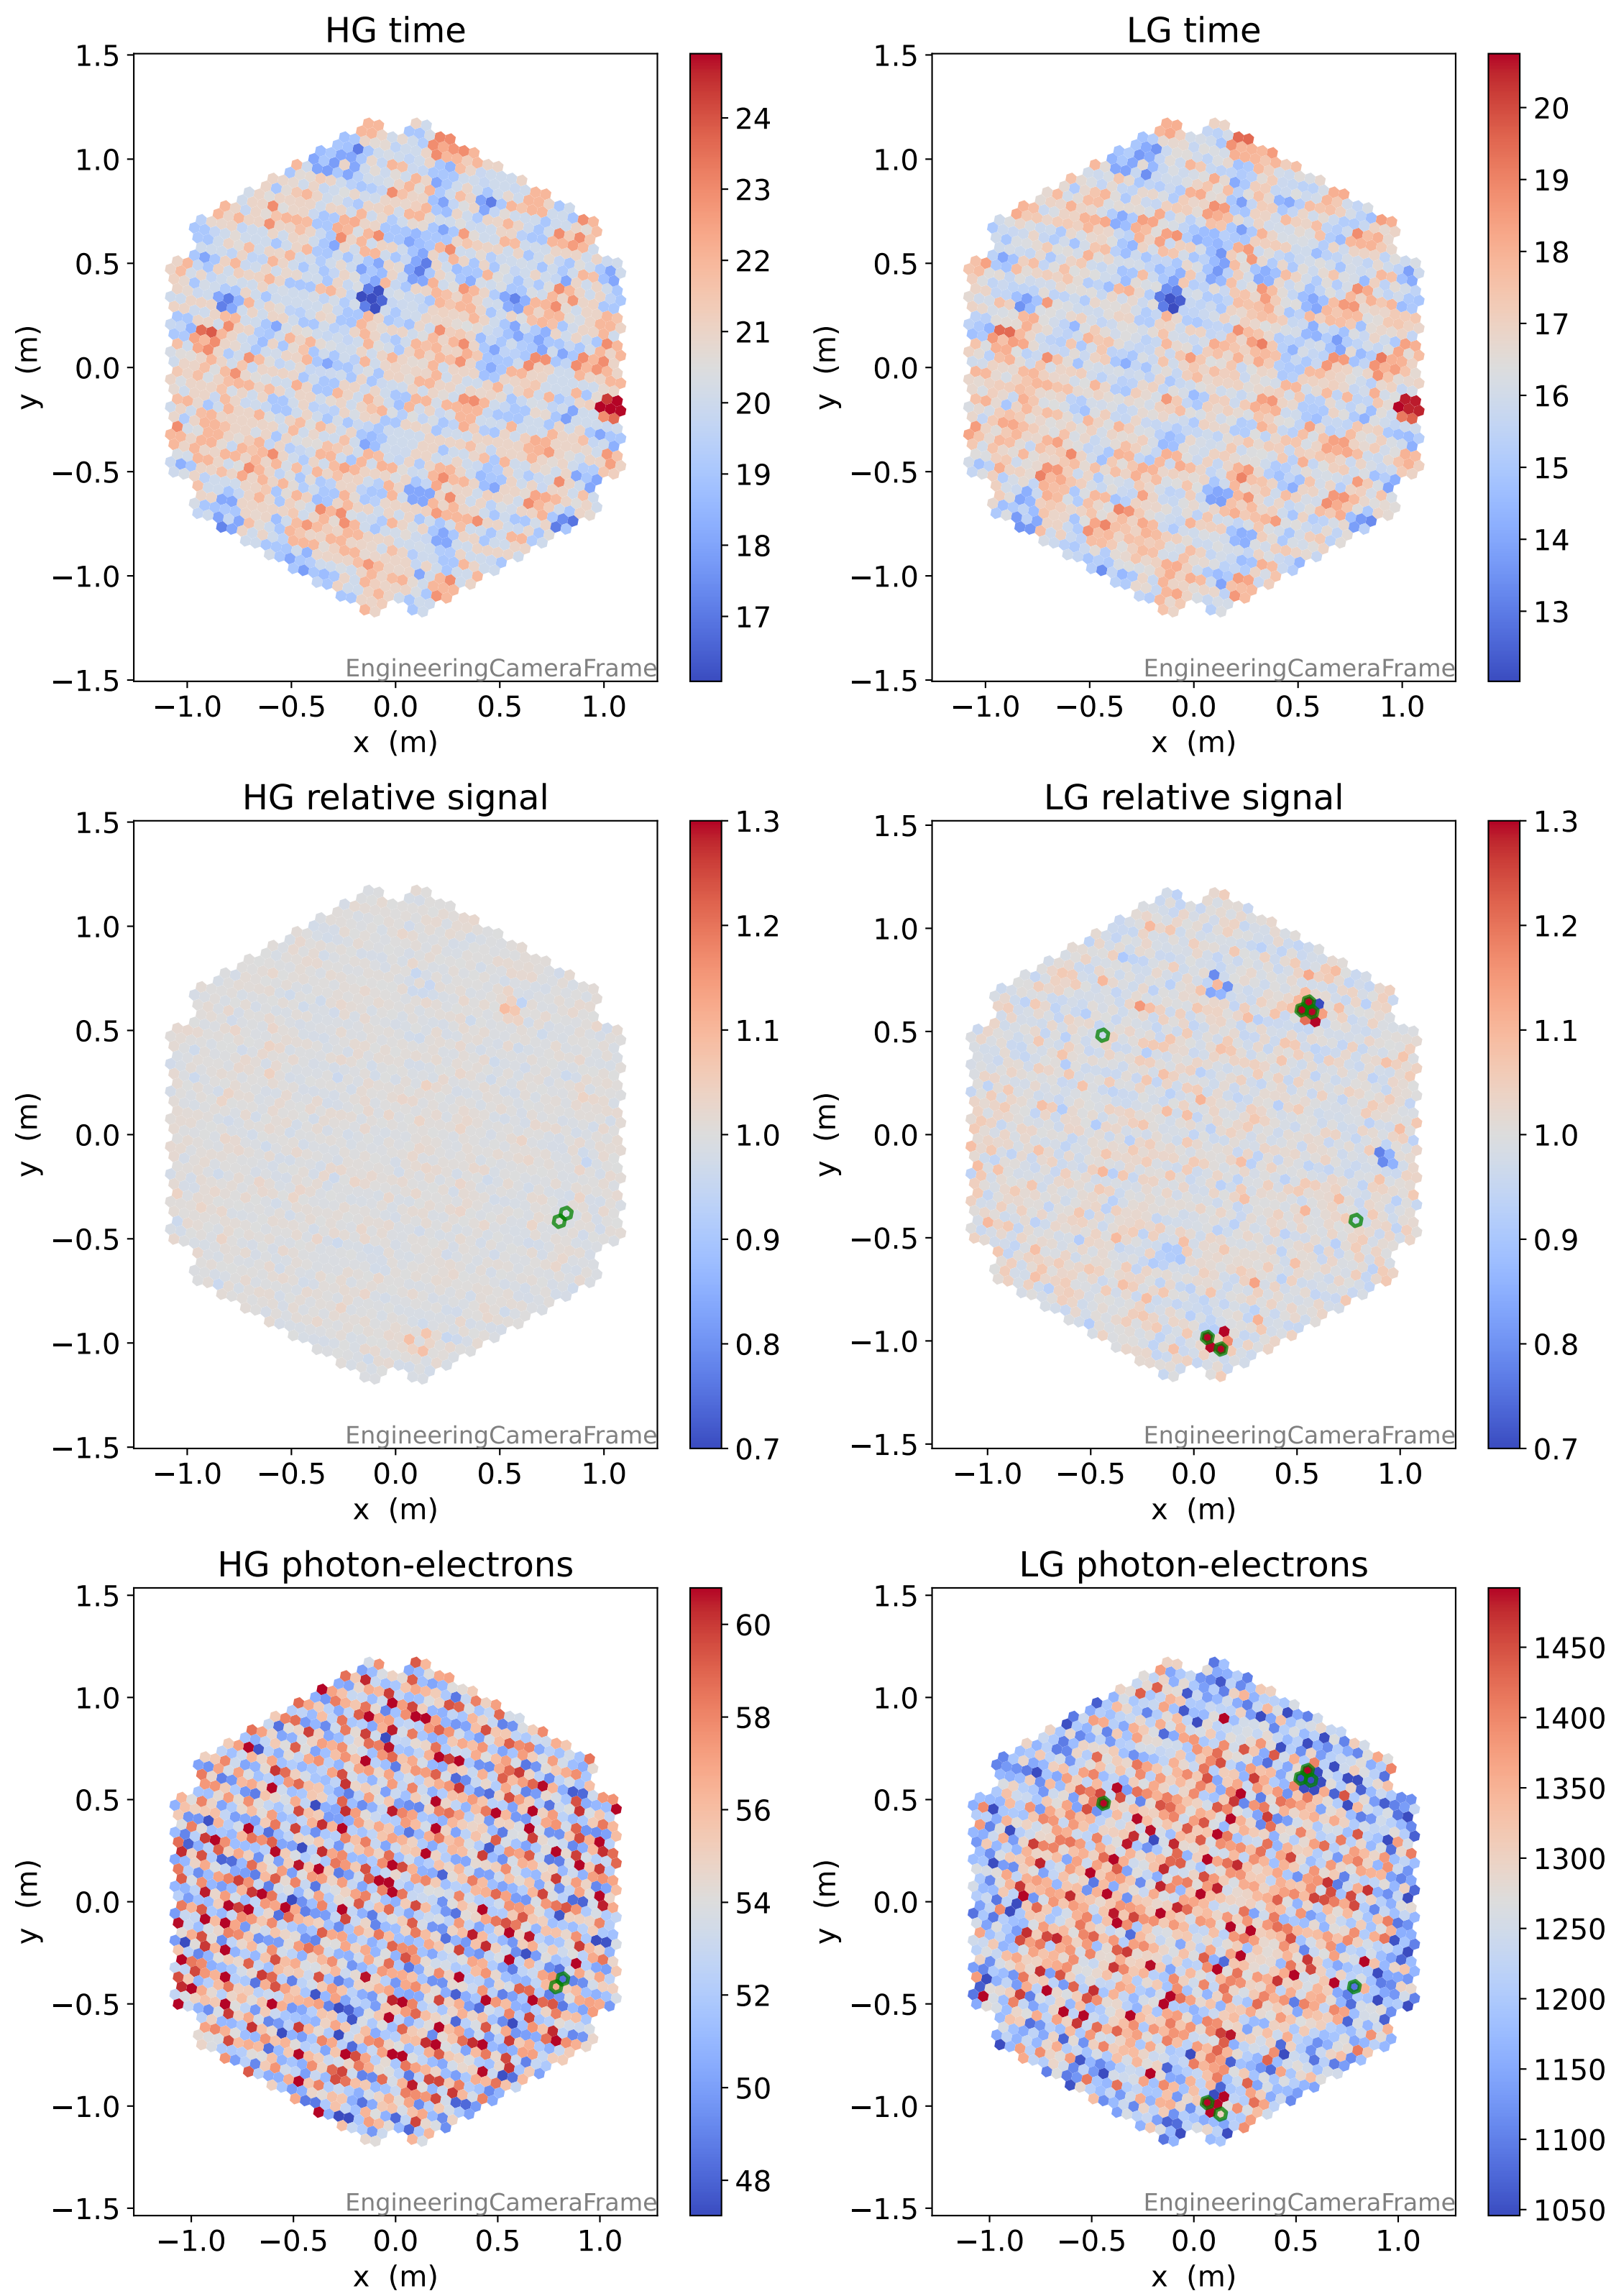 HG time
LG time
1.5
1.0
0.5
0.0
−0.5
−1.0
−1.5
y (m)
24
23
22
21
20
19
18
17
EngineeringCameraFrame
−1.0 −0.5 0.0 0.5 1.0
x (m)
1.5
1.0
0.5
0.0
−0.5
−1.0
−1.5
y (m)
20
19
18
17
16
15
14
13
EngineeringCameraFrame
−1.0 −0.5 0.0 0.5 1.0
x (m)
HG relative signal
LG relative signal
1.5
1.0
0.5
0.0
−0.5
−1.0
−1.5
y (m)
1.3
1.2
1.1
1.0
0.9
0.8
0.7
EngineeringCameraFrame
−1.0 −0.5 0.0 0.5 1.0
x (m)
1.5
1.0
0.5
0.0
−0.5
−1.0
−1.5
y (m)
1.3
1.2
1.1
1.0
0.9
0.8
0.7
EngineeringCameraFrame
−1.0 −0.5 0.0 0.5 1.0
x (m)
HG photon-electrons
LG photon-electrons
1.5
1.0
0.5
0.0
−0.5
−1.0
−1.5
y (m)
60
58
56
54
52
50
48
EngineeringCameraFrame
−1.0 −0.5 0.0 0.5 1.0
x (m)
1.5
1.0
0.5
0.0
−0.5
−1.0
−1.5
y (m)
1450
1400
1350
1300
1250
1200
1150
1100
1050
EngineeringCameraFrame
−1.0 −0.5 0.0 0.5 1.0
x (m)